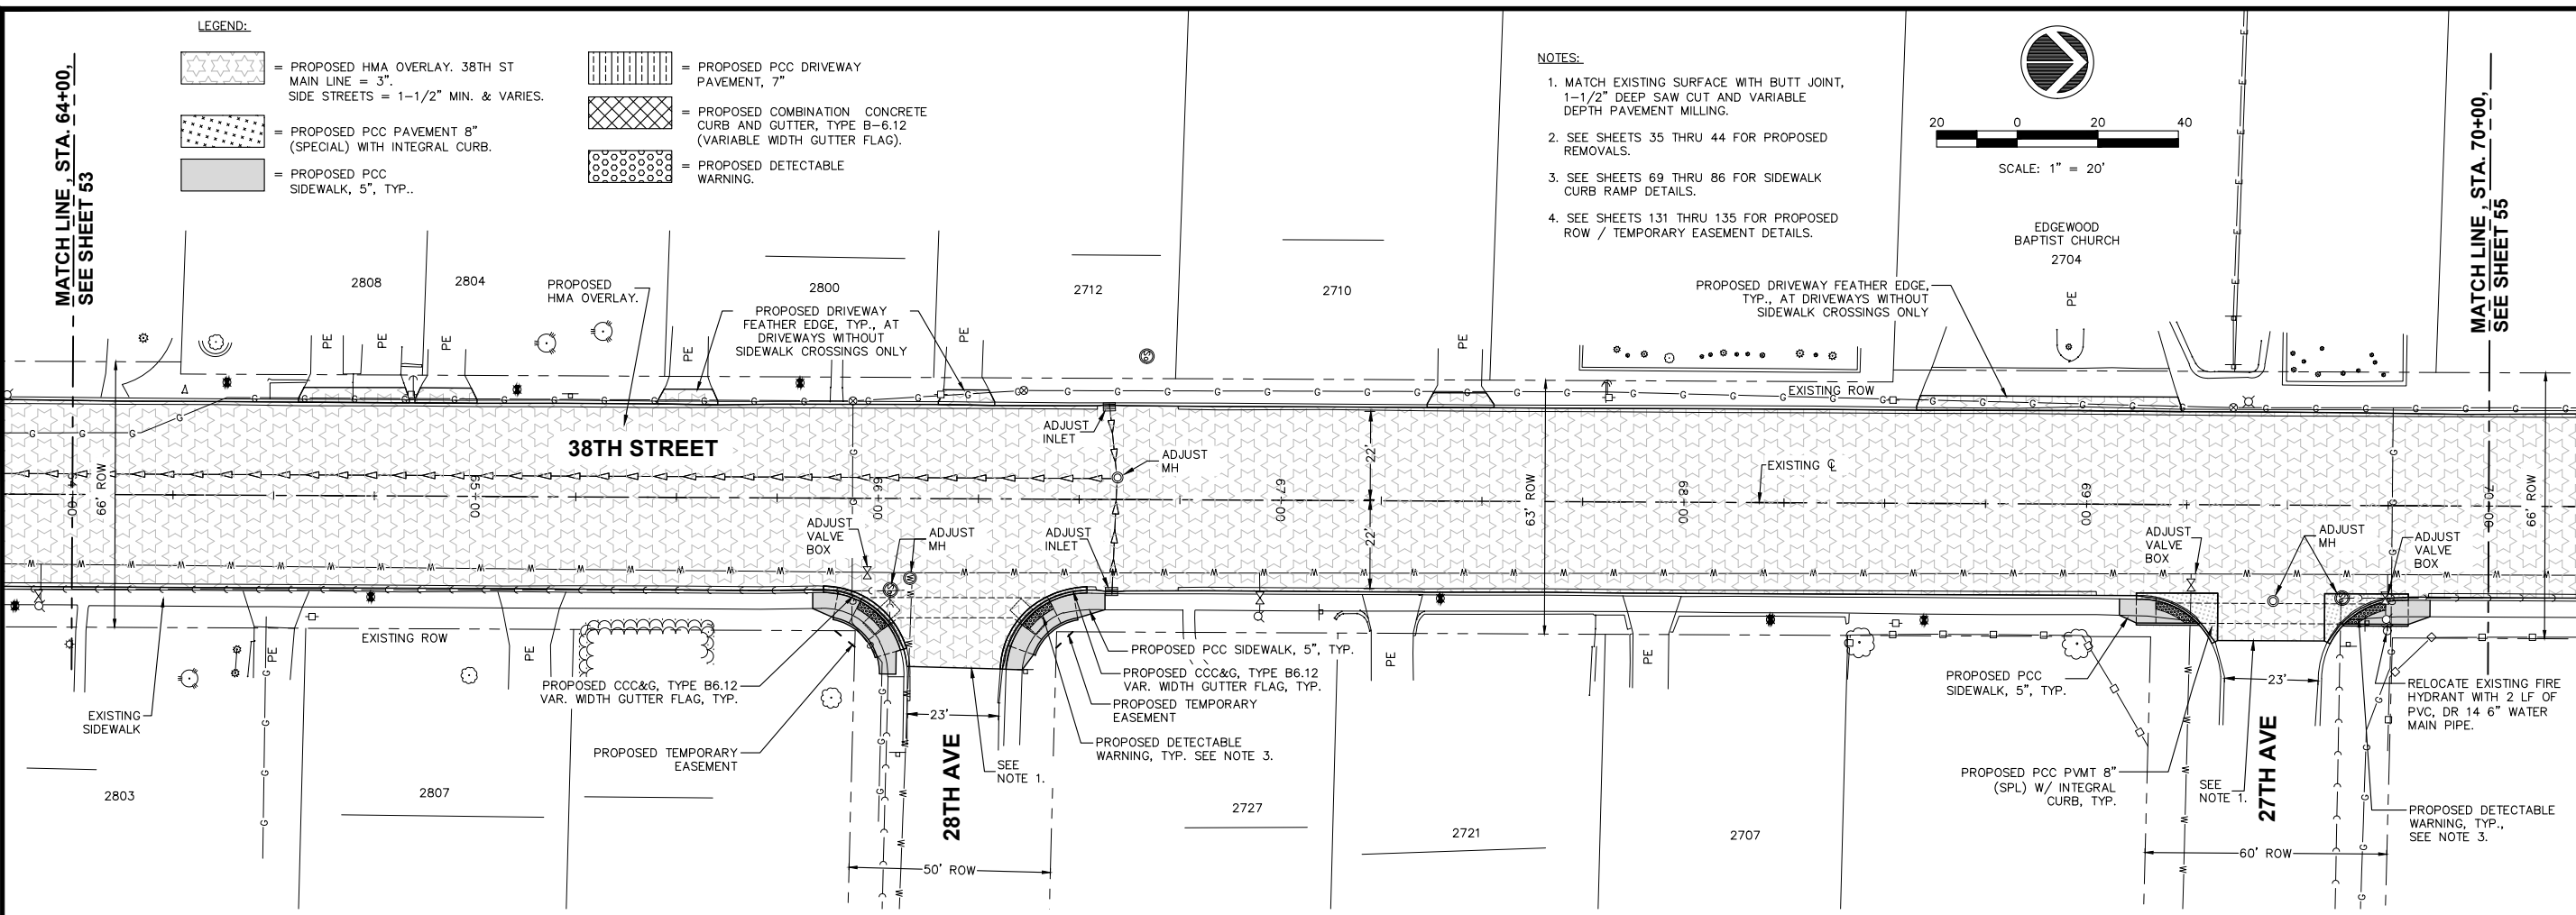 LEGEND:
= PROPOSED HMA OVERLAY. 38TH ST
MAIN LINE = 3".
SIDE STREETS = 1-1/2" MIN. & VARIES.
= PROPOSED PCC PAVEMENT 8"
(SPECIAL) WITH INTEGRAL CURB.
= PROPOSED PCC
SIDEWALK, 5", TYP..
= PROPOSED PCC DRIVEWAY
PAVEMENT, 7"
= PROPOSED COMBINATION CONCRETE
CURB AND GUTTER, TYPE B-6.12
(VARIABLE WIDTH GUTTER FLAG).
= PROPOSED DETECTABLE
WARNING.
NOTES:
1. MATCH EXISTING SURFACE WITH BUTT JOINT,
1-1/2" DEEP SAW CUT AND VARIABLE
DEPTH PAVEMENT MILLING.
2. SEE SHEETS 35 THRU 44 FOR PROPOSED
REMOVALS.
3. SEE SHEETS 69 THRU 86 FOR SIDEWALK
CURB RAMP DETAILS.
4. SEE SHEETS 131 THRU 135 FOR PROPOSED
ROW / TEMPORARY EASEMENT DETAILS.
20 0 20 40
SCALE: 1" = 20'
MATCH LINE, STA. 64+00,
SEE SHEET 53
MATCH LINE, STA. 70+00,
SEE SHEET 55
EDGEWOOD
BAPTIST CHURCH
2704
2808
2804
2800
2712
2710
PROPOSED
HMA OVERLAY.
PROPOSED DRIVEWAY
FEATHER EDGE, TYP., AT
DRIVEWAYS WITHOUT
SIDEWALK CROSSINGS ONLY
PROPOSED DRIVEWAY FEATHER EDGE,
TYP., AT DRIVEWAYS WITHOUT
SIDEWALK CROSSINGS ONLY
PE
PE
PE
PE
PE
PE
PE
EXISTING ROW
38TH STREET
ADJUST
INLET
ADJUST
MH
22'
22'
EXISTING ℄
66' ROW
63' ROW
66' ROW
65+00
66+00
67+00
68+00
69+00
ADJUST
VALVE
BOX
ADJUST
MH
ADJUST
INLET
ADJUST
VALVE
BOX
ADJUST
MH
ADJUST
VALVE
BOX
EXISTING ROW
PE
PE
PE
PE
EXISTING
SIDEWALK
PROPOSED CCC&G, TYPE B6.12
VAR. WIDTH GUTTER FLAG, TYP.
PROPOSED TEMPORARY
EASEMENT
PROPOSED PCC SIDEWALK, 5", TYP.
PROPOSED CCC&G, TYPE B6.12
VAR. WIDTH GUTTER FLAG, TYP.
PROPOSED TEMPORARY
EASEMENT
PROPOSED DETECTABLE
WARNING, TYP. SEE NOTE 3.
23'
28TH AVE
SEE
NOTE 1.
50' ROW
PROPOSED PCC
SIDEWALK, 5", TYP.
PROPOSED PCC PVMT 8"
(SPL) W/ INTEGRAL
CURB, TYP.
23'
27TH AVE
SEE
NOTE 1.
60' ROW
RELOCATE EXISTING FIRE
HYDRANT WITH 2 LF OF
PVC, DR 14 6" WATER
MAIN PIPE.
PROPOSED DETECTABLE
WARNING, TYP.,
SEE NOTE 3.
2803
2807
2727
2721
2707